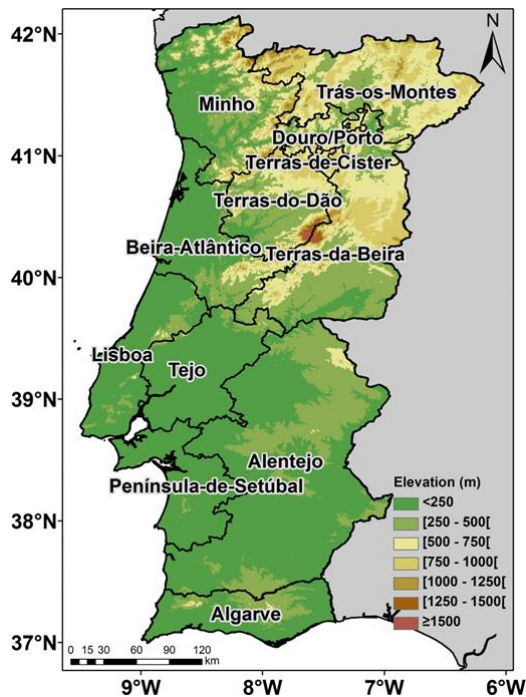 42°N
N
Trás-os-Montes
Minho
Douro/Porto
41°N
Terras-de-Cister
Terras-do-Dão
Beira-Atlântico
Terras-da-Beira
40°N
Lisboa
Tejo
39°N
Alentejo
Elevation (m)
<250
Península-de-Setúbal
[250 - 500[
38°N
[500 - 750[
[750 - 1000[
[1000 - 1250[
[1250 - 1500[
≥1500
Algarve
37°N
0 15 30 60 90 120
km
9°W 8°W 7°W 6°W